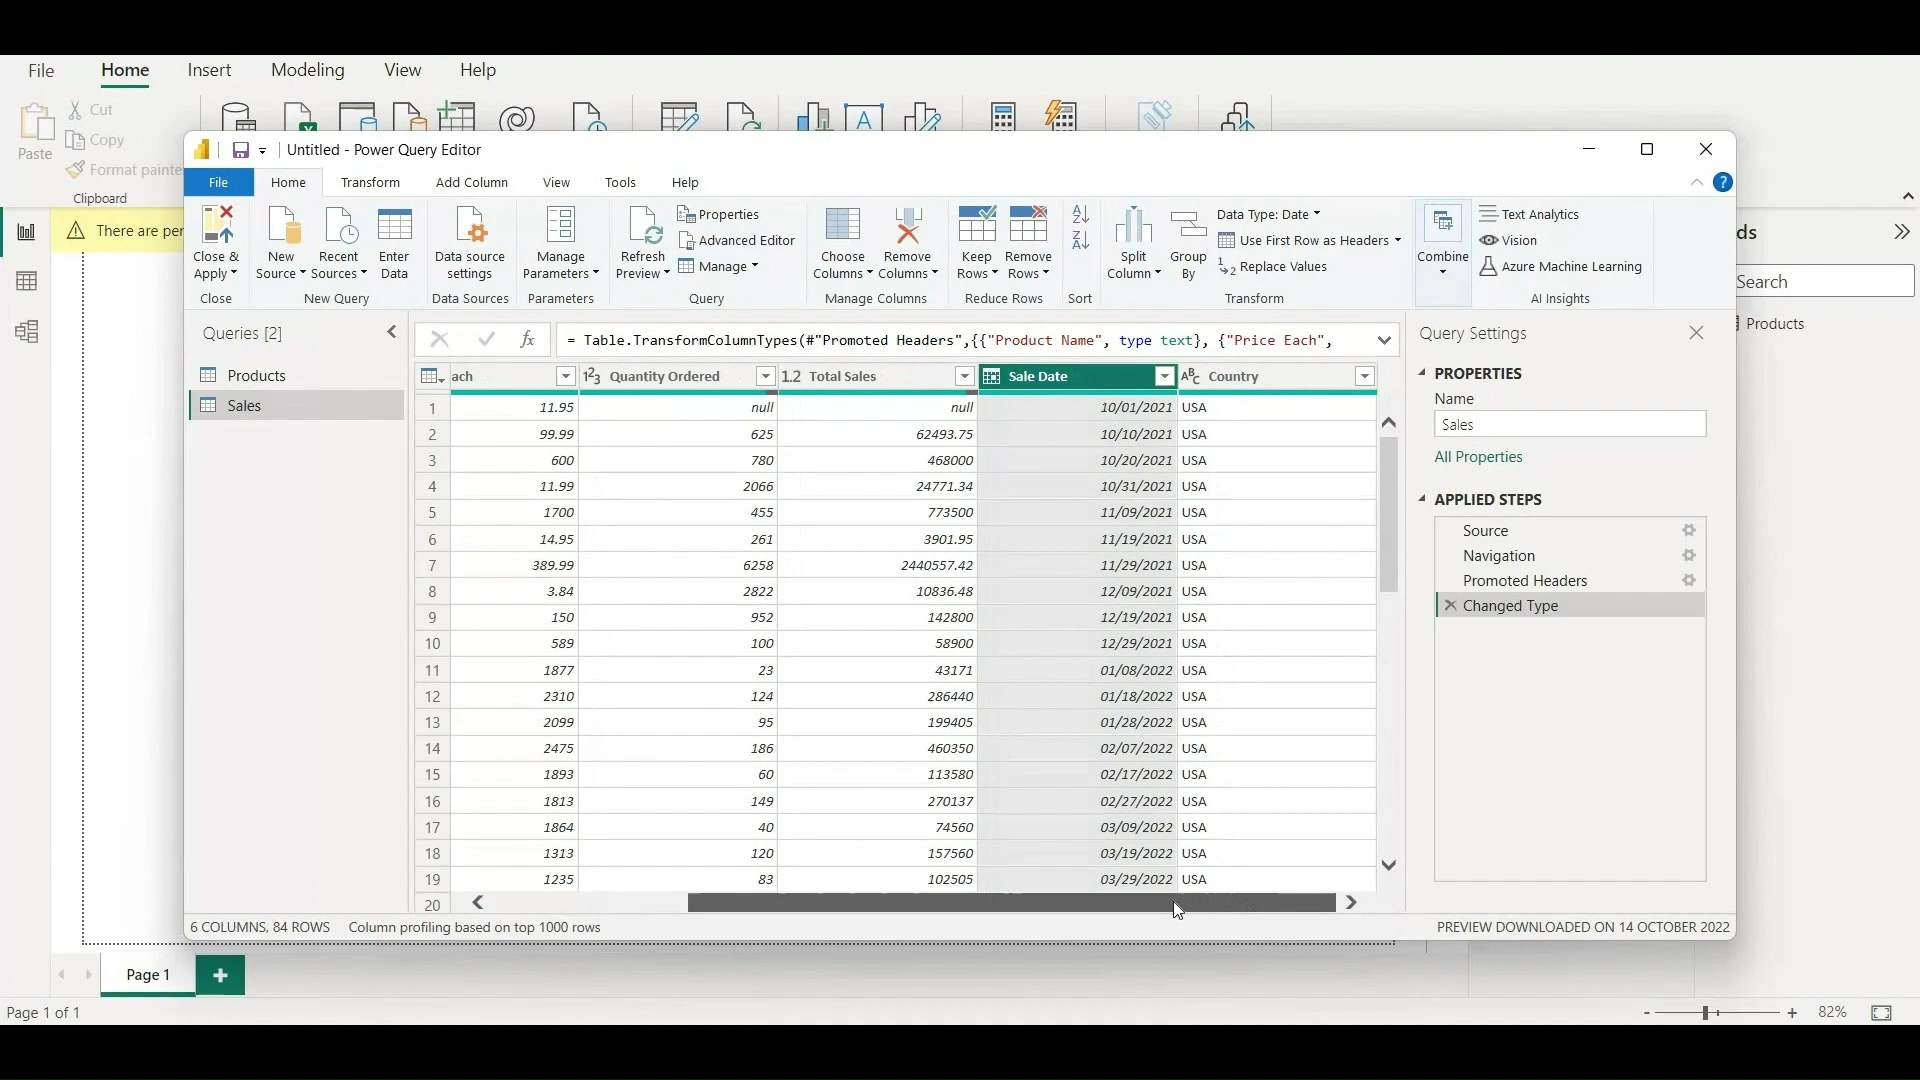 File Home Insert Modeling View Help
Cut
Copy
Paste
Format painte
Clipboard
There are per
ds
Search
Products
Untitled - Power Query Editor
File Home Transform Add Column View Tools Help
Close & Apply
Close
New Source
Recent Sources
Enter Data
New Query
Data source settings
Data Sources
Manage Parameters
Parameters
Refresh Preview
Properties
Advanced Editor
Manage
Query
Choose Columns
Remove Columns
Manage Columns
Keep Rows
Remove Rows
Reduce Rows
Sort
Split Column
Group By
Data Type: Date
Use First Row as Headers
Replace Values
Transform
Combine
Text Analytics
Vision
Azure Machine Learning
AI Insights
Queries [2]
Products
Sales
fx = Table.TransformColumnTypes(#"Promoted Headers",{{"Product Name", type text}, {"Price Each",
ach 123 Quantity Ordered 1.2 Total Sales Sale Date ABC Country
1 11.95 null null 10/01/2021 USA
2 99.99 625 62493.75 10/10/2021 USA
3 600 780 468000 10/20/2021 USA
4 11.99 2066 24771.34 10/31/2021 USA
5 1700 455 773500 11/09/2021 USA
6 14.95 261 3901.95 11/19/2021 USA
7 389.99 6258 2440557.42 11/29/2021 USA
8 3.84 2822 10836.48 12/09/2021 USA
9 150 952 142800 12/19/2021 USA
10 589 100 58900 12/29/2021 USA
11 1877 23 43171 01/08/2022 USA
12 2310 124 286440 01/18/2022 USA
13 2099 95 199405 01/28/2022 USA
14 2475 186 460350 02/07/2022 USA
15 1893 60 113580 02/17/2022 USA
16 1813 149 270137 02/27/2022 USA
17 1864 40 74560 03/09/2022 USA
18 1313 120 157560 03/19/2022 USA
19 1235 83 102505 03/29/2022 USA
20
Query Settings
PROPERTIES
Name
Sales
All Properties
APPLIED STEPS
Source
Navigation
Promoted Headers
Changed Type
6 COLUMNS, 84 ROWS Column profiling based on top 1000 rows
PREVIEW DOWNLOADED ON 14 OCTOBER 2022
Page 1
Page 1 of 1
82%